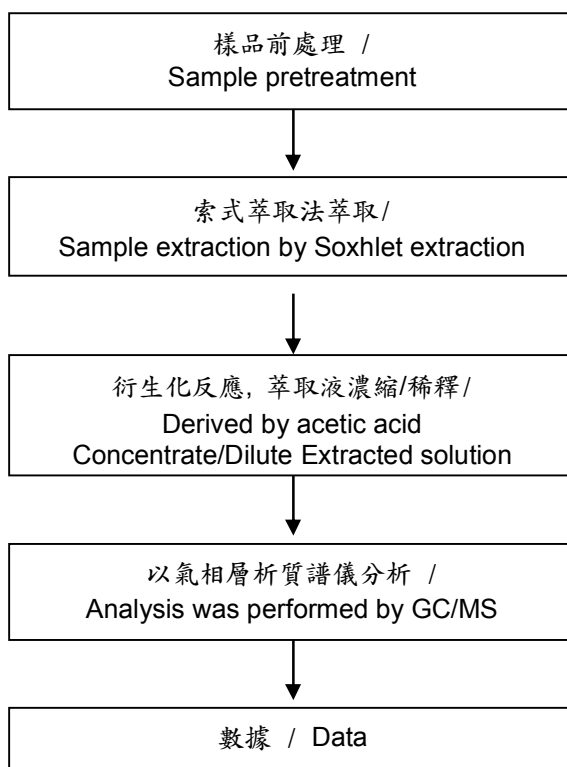 樣品前處理 /
Sample pretreatment
索式萃取法萃取/
Sample extraction by Soxhlet extraction
衍生化反應, 萃取液濃縮/稀釋/
Derived by acetic acid
Concentrate/Dilute Extracted solution
以氣相層析質譜儀分析 /
Analysis was performed by GC/MS
數據 / Data